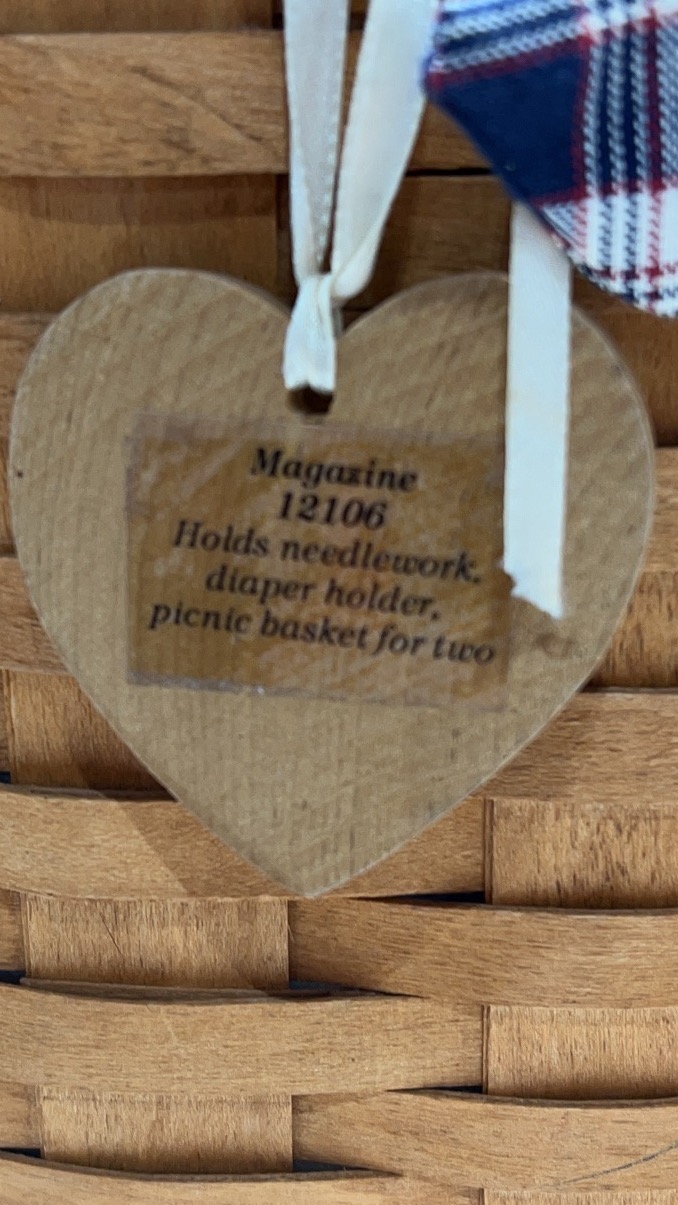 Magazine
12106
Holds needlework,
diaper holder,
picnic basket for two